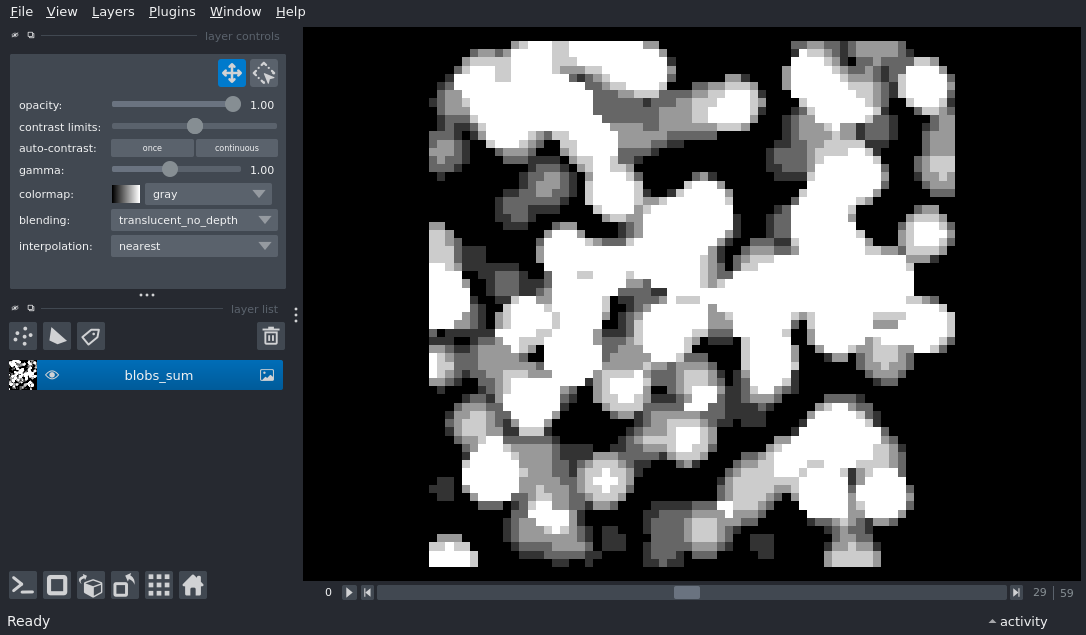 File View Layers Plugins Window Help
layer controls
opacity: 1.00
contrast limits:
auto-contrast: once continuous
gamma: 1.00
colormap: gray
blending: translucent_no_depth
interpolation: nearest
layer list
blobs_sum
0 29 59
Ready activity